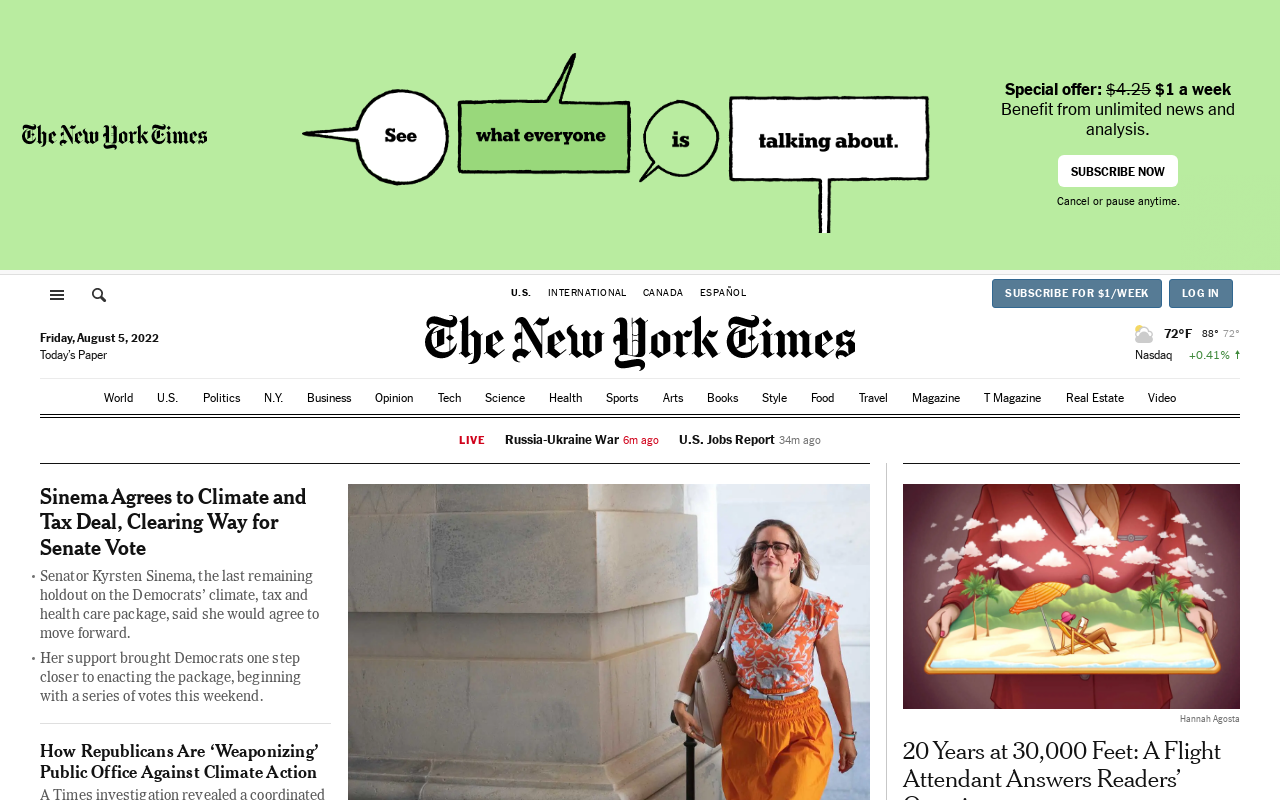 The New York Times
See
what everyone
is
talking about.
Special offer: $4.25 $1 a week
Benefit from unlimited news and
analysis.
SUBSCRIBE NOW
Cancel or pause anytime.
U.S. INTERNATIONAL CANADA ESPAÑOL
SUBSCRIBE FOR $1/WEEK LOG IN
Friday, August 5, 2022
Today's Paper
The New York Times
72°F 88° 72°
Nasdaq +0.41% ↑
World U.S. Politics N.Y. Business Opinion Tech Science Health Sports Arts Books Style Food Travel Magazine T Magazine Real Estate Video
LIVE Russia-Ukraine War 6m ago U.S. Jobs Report 34m ago
Sinema Agrees to Climate and
Tax Deal, Clearing Way for
Senate Vote
• Senator Kyrsten Sinema, the last remaining
holdout on the Democrats’ climate, tax and
health care package, said she would agree to
move forward.
• Her support brought Democrats one step
closer to enacting the package, beginning
with a series of votes this weekend.
How Republicans Are ‘Weaponizing’
Public Office Against Climate Action
A Times investigation revealed a coordinated
Hannah Agosta
20 Years at 30,000 Feet: A Flight
Attendant Answers Readers’